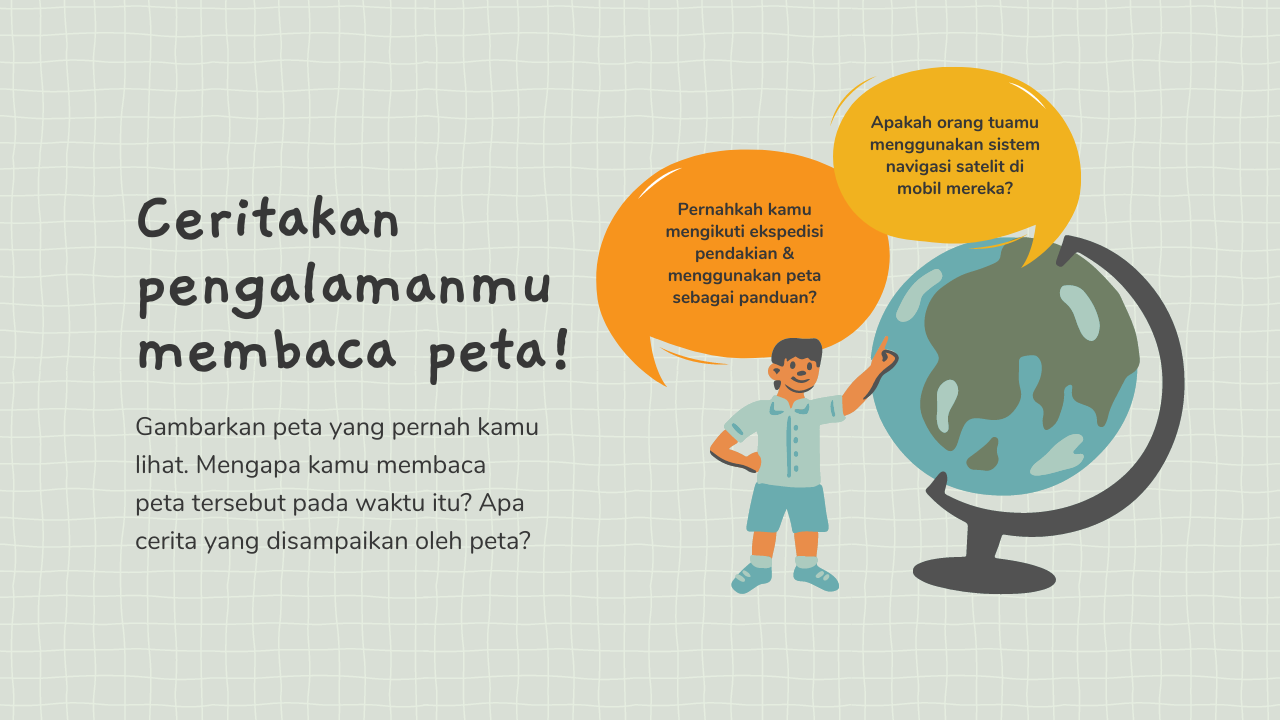 Ceritakan
pengalamanmu
membaca peta!
Gambarkan peta yang pernah kamu
lihat. Mengapa kamu membaca
peta tersebut pada waktu itu? Apa
cerita yang disampaikan oleh peta?
Pernahkah kamu
mengikuti ekspedisi
pendakian &
menggunakan peta
sebagai panduan?
Apakah orang tuamu
menggunakan sistem
navigasi satelit di
mobil mereka?